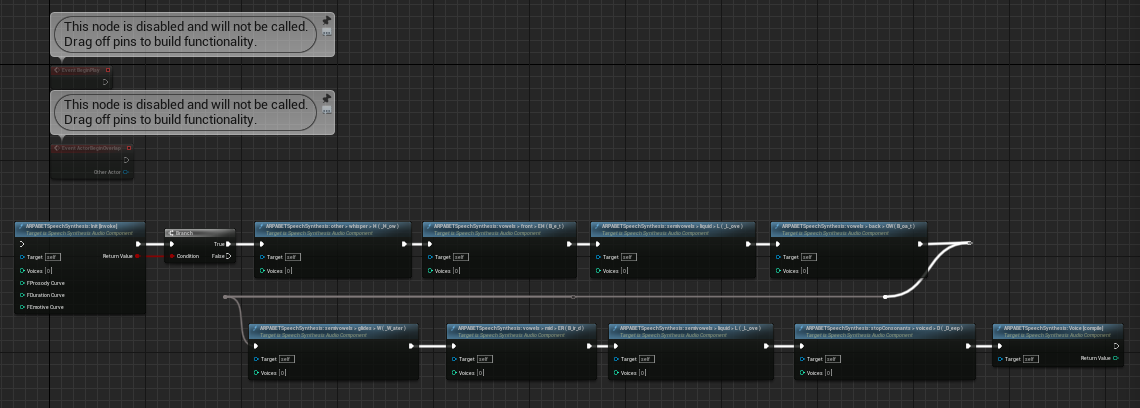 This node is disabled and will not be called.
Drag off pins to build functionality.
Event BeginPlay
This node is disabled and will not be called.
Drag off pins to build functionality.
Event ActorBeginOverlap
Other Actor
ARPABETSpeechSynthesis: Init [invoke]
Target is Speech Synthesis Audio Component
Target self
Return Value
Voices 0
FProsody Curve
FDuration Curve
FEmotive Curve
Branch
True
Condition
False
ARPABETSpeechSynthesis: other > whisper > H (_H_ow)
Target is Speech Synthesis Audio Component
Target self
Voices 0
ARPABETSpeechSynthesis: vowels > front > EH (B_e_t)
Target is Speech Synthesis Audio Component
Target self
Voices 0
ARPABETSpeechSynthesis: semivowels > liquid > L (_L_ove)
Target is Speech Synthesis Audio Component
Target self
Voices 0
ARPABETSpeechSynthesis: vowels > back > OW (B_oa_t)
Target is Speech Synthesis Audio Component
Target self
Voices 0
ARPABETSpeechSynthesis: semivowels > glides > W (_W_ater)
Target is Speech Synthesis Audio Component
Target self
Voices 0
ARPABETSpeechSynthesis: vowels > mid > ER (B_ir_d)
Target is Speech Synthesis Audio Component
Target self
Voices 0
ARPABETSpeechSynthesis: semivowels > liquid > L (_L_ove)
Target is Speech Synthesis Audio Component
Target self
Voices 0
ARPABETSpeechSynthesis: stopConsonants > voiced > D (_D_eep)
Target is Speech Synthesis Audio Component
Target self
Voices 0
ARPABETSpeechSynthesis: Voice [compile]
Target is Speech Synthesis Audio Component
Target self
Return Value